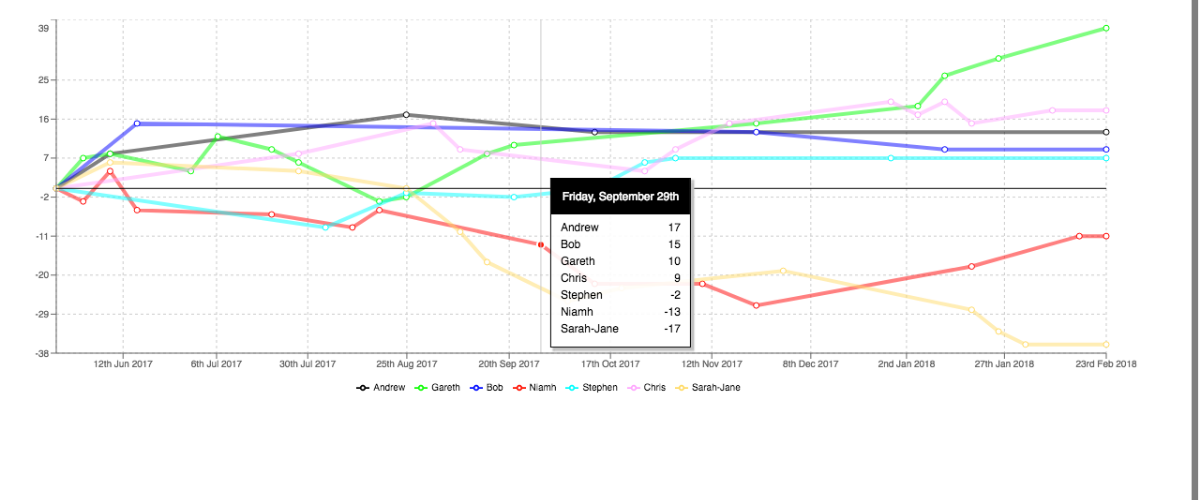 39
25
16
7
-2
-11
-20
-29
-38
Friday, September 29th
Andrew 17
Bob 15
Gareth 10
Chris 9
Stephen -2
Niamh -13
Sarah-Jane -17
12th Jun 2017 6th Jul 2017 30th Jul 2017 25th Aug 2017 20th Sep 2017 17th Oct 2017 12th Nov 2017 8th Dec 2017 2nd Jan 2018 27th Jan 2018 23rd Feb 2018
Andrew Gareth Bob Niamh Stephen Chris Sarah-Jane